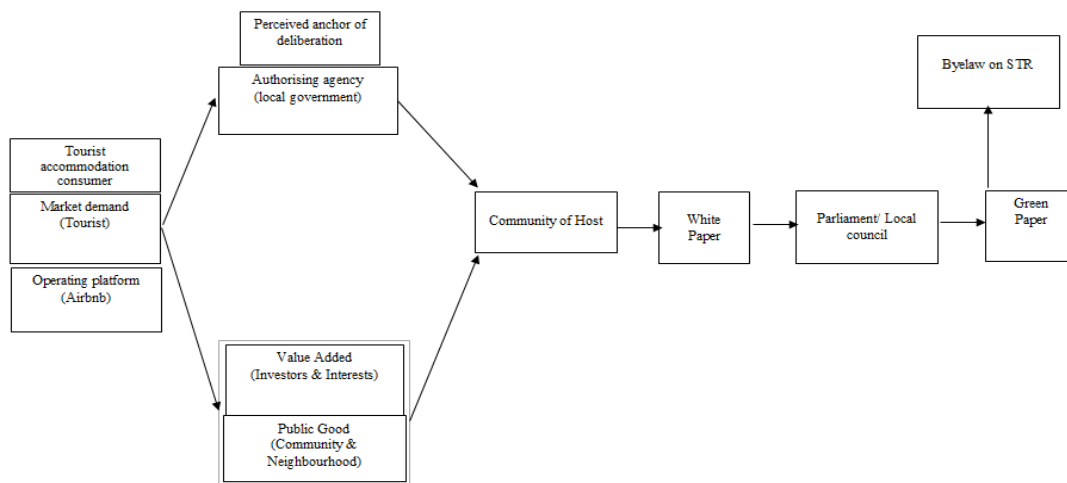 Perceived anchor of
deliberation
Authorising agency
(local government)
Byelaw on STR
Tourist
accommodation
consumer
Market demand
(Tourist)
Operating platform
(Airbnb)
Community of Host
White
Paper
Parliament/ Local
council
Green
Paper
Value Added
(Investors & Interests)
Public Good
(Community &
Neighbourhood)